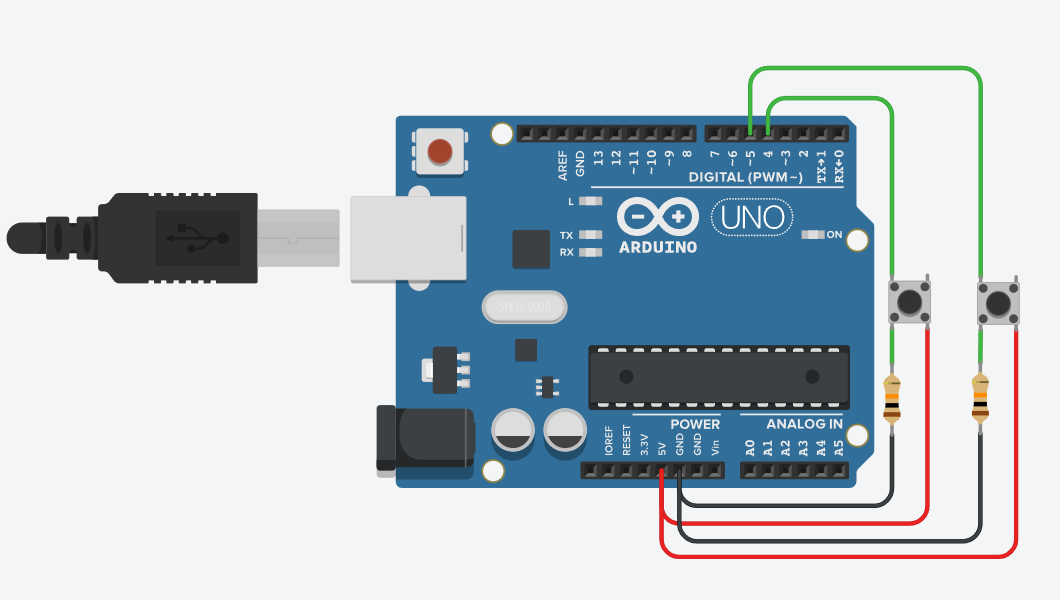 AREF
GND
13
12
~11
~10
~9
8
7
~6
~5
4
~3
2
TX→1
RX←0
DIGITAL (PWM~)
L
TX
RX
UNO
ARDUINO
ON
SPK16.000G
POWER
ANALOG IN
IOREF
RESET
3.3V
5V
GND
GND
Vin
A0
A1
A2
A3
A4
A5